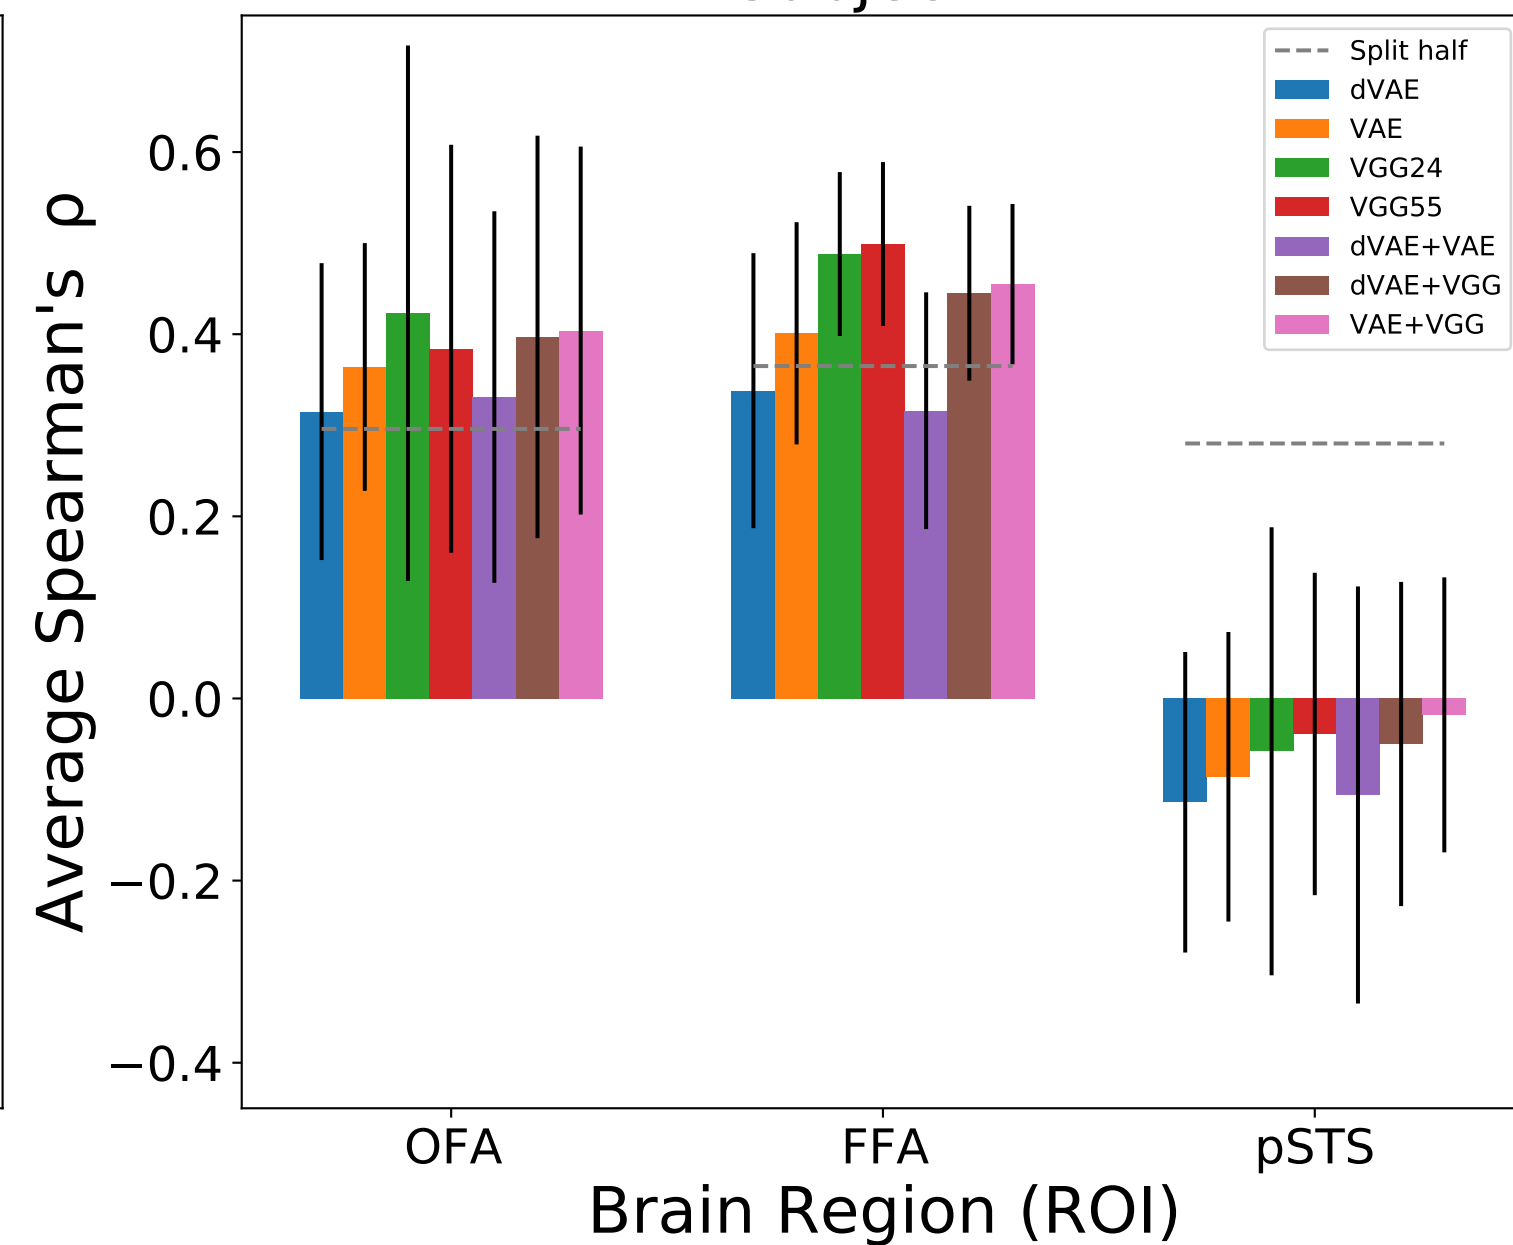 Split half
dVAE
VAE
VGG24
VGG55
dVAE+VAE
dVAE+VGG
VAE+VGG
Average Spearman's ρ
0.6
0.4
0.2
0.0
−0.2
−0.4
OFA FFA pSTS
Brain Region (ROI)